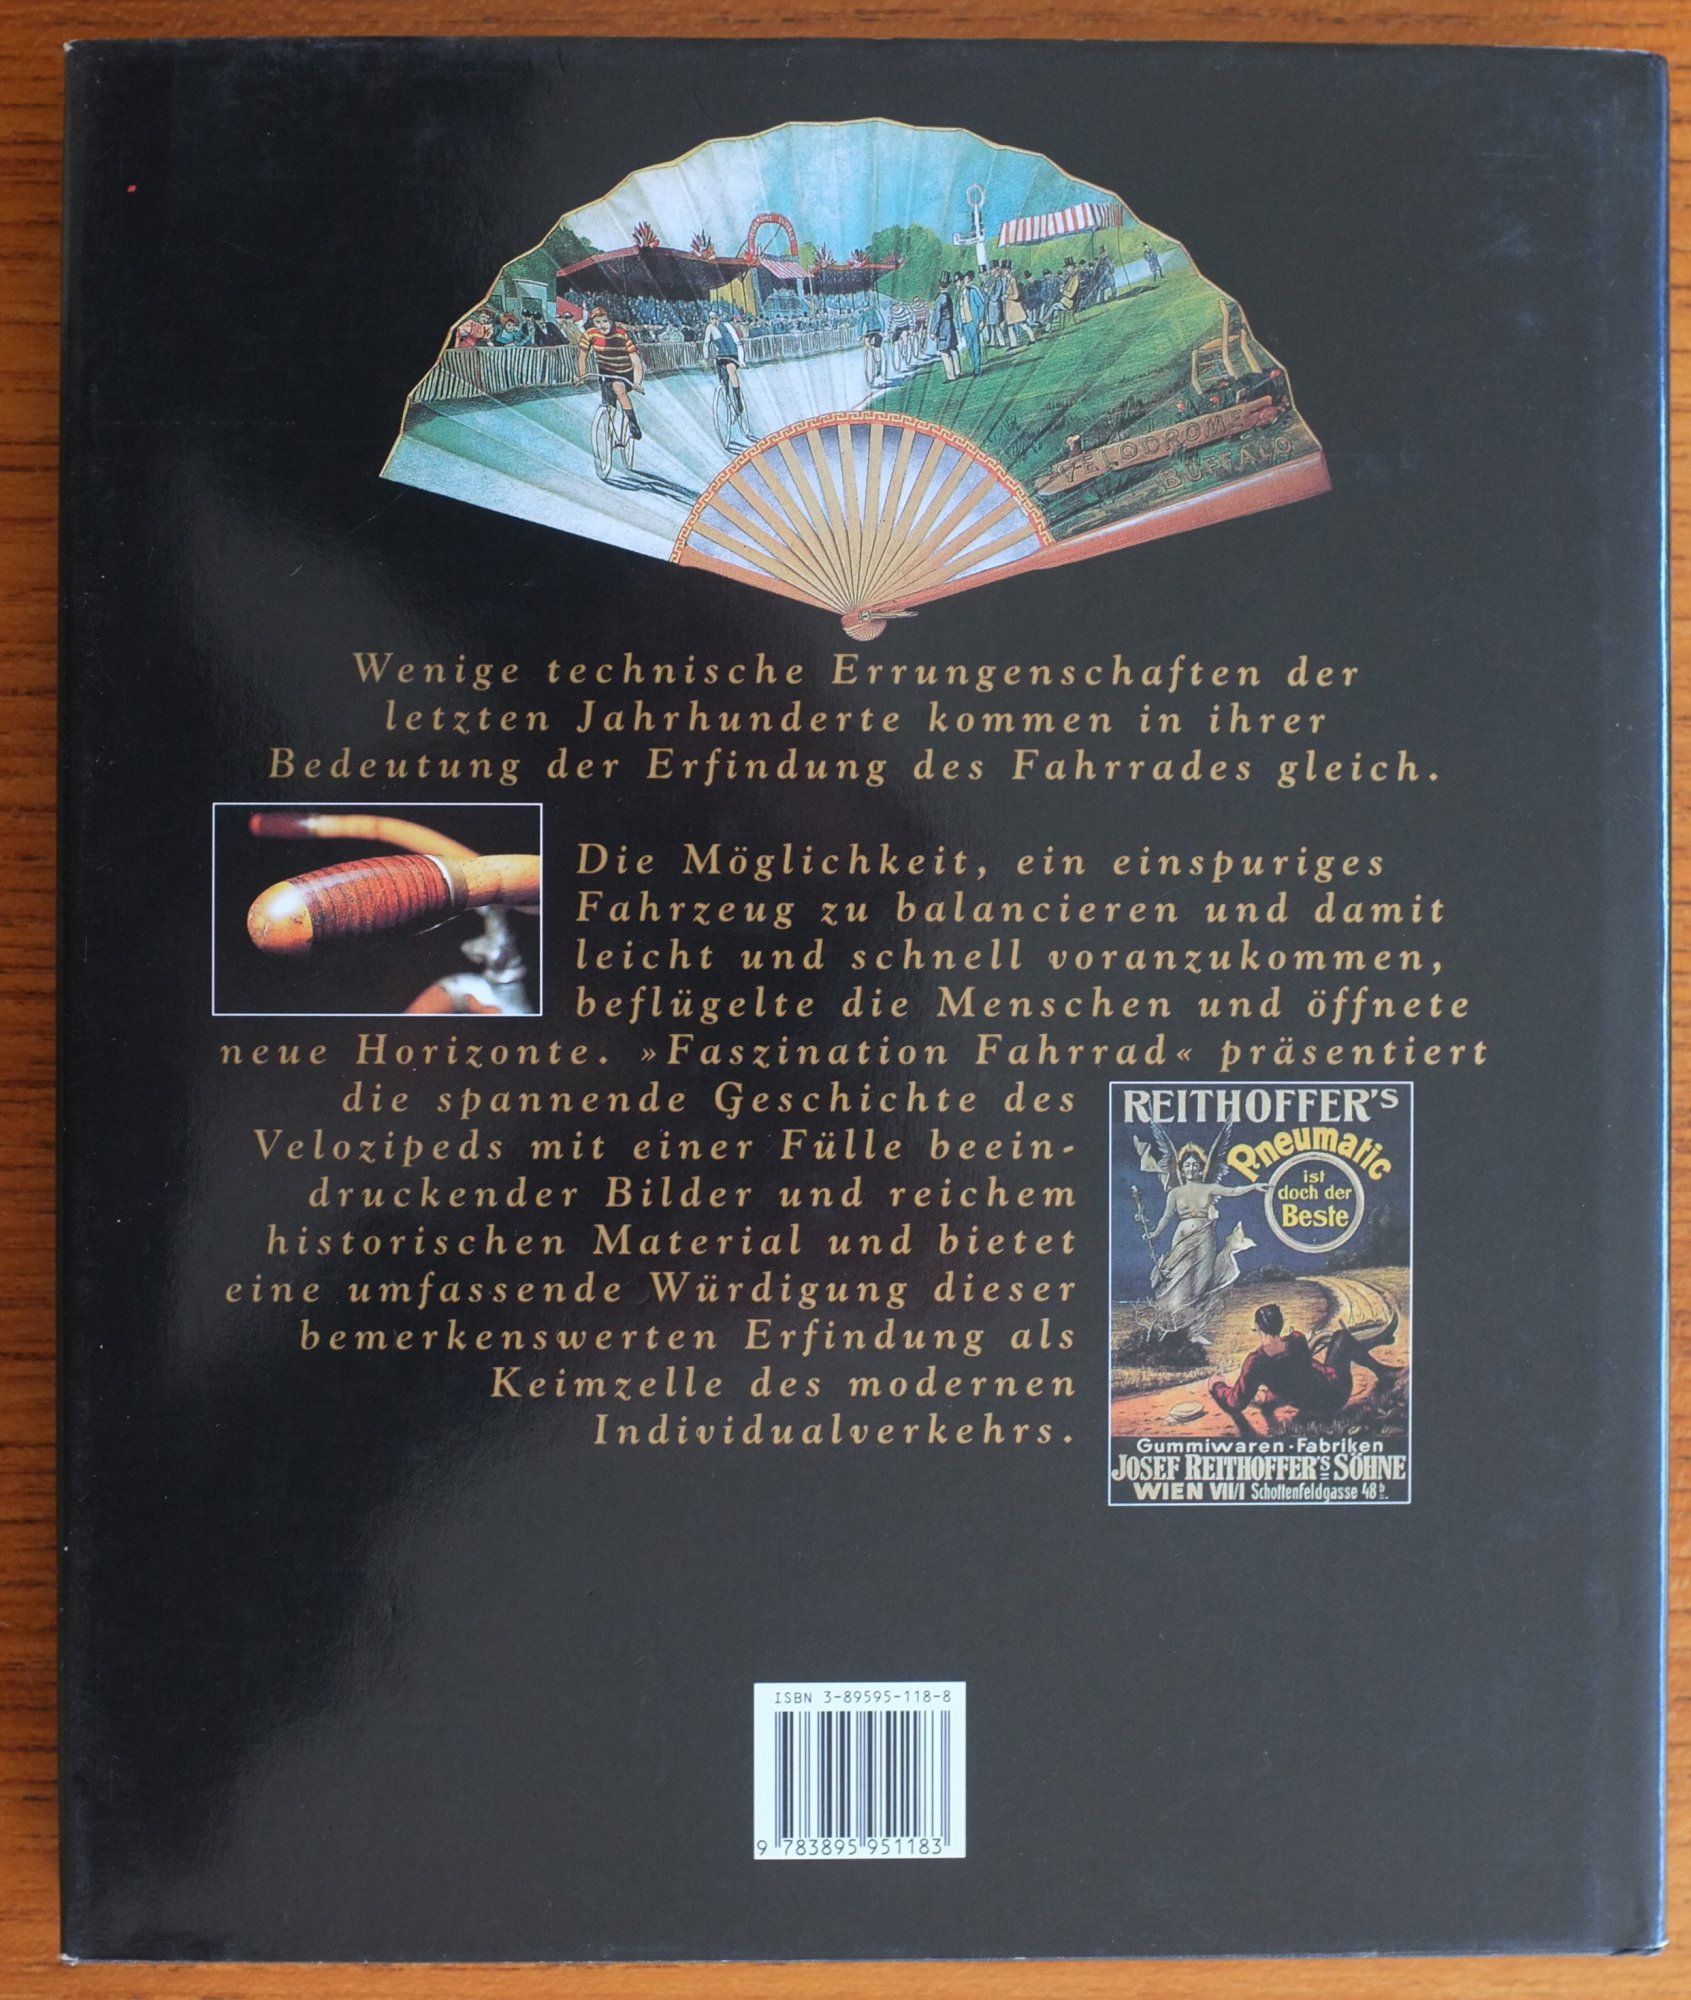 VELODROME
BUFFALO
Wenige technische Errungenschaften der
letzten Jahrhunderte kommen in ihrer
Bedeutung der Erfindung des Fahrrades gleich.
Die Möglichkeit, ein einspuriges
Fahrzeug zu balancieren und damit
leicht und schnell voranzukommen,
beflügelte die Menschen und öffnete
neue Horizonte. »Faszination Fahrrad« präsentiert
die spannende Geschichte des
Velozipeds mit einer Fülle beein-
druckender Bilder und reichem
historischen Material und bietet
eine umfassende Würdigung dieser
bemerkenswerten Erfindung als
Keimzelle des modernen
Individualverkehrs.
REITHOFFER'S
Pneumatic
ist
doch der
Beste
Gummiwaren-Fabriken
JOSEF REITHOFFER'S SÖHNE
WIEN VII/I Schottenfeldgasse 48b.
ISBN 3-89595-118-8
9 783895 951183